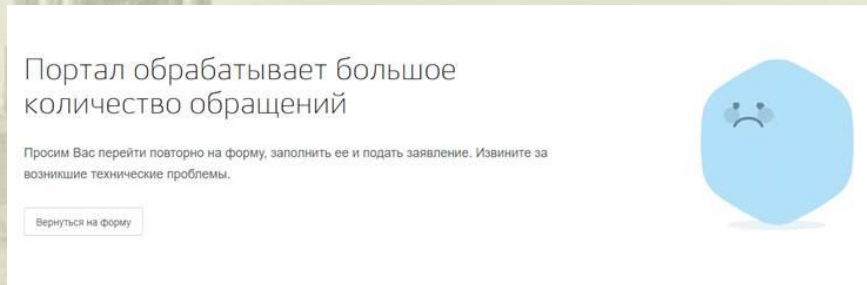 Портал обрабатывает большое
количество обращений
Просим Вас перейти повторно на форму, заполнить ее и подать заявление. Извините за
возникшие технические проблемы.
Вернуться на форму